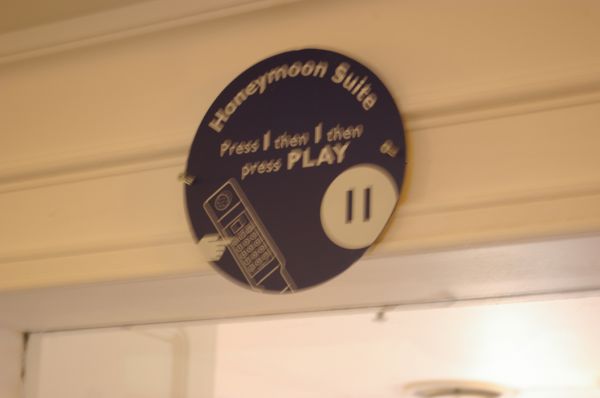 Honeymoon Suite
Press 1 then 1 then
press PLAY
11